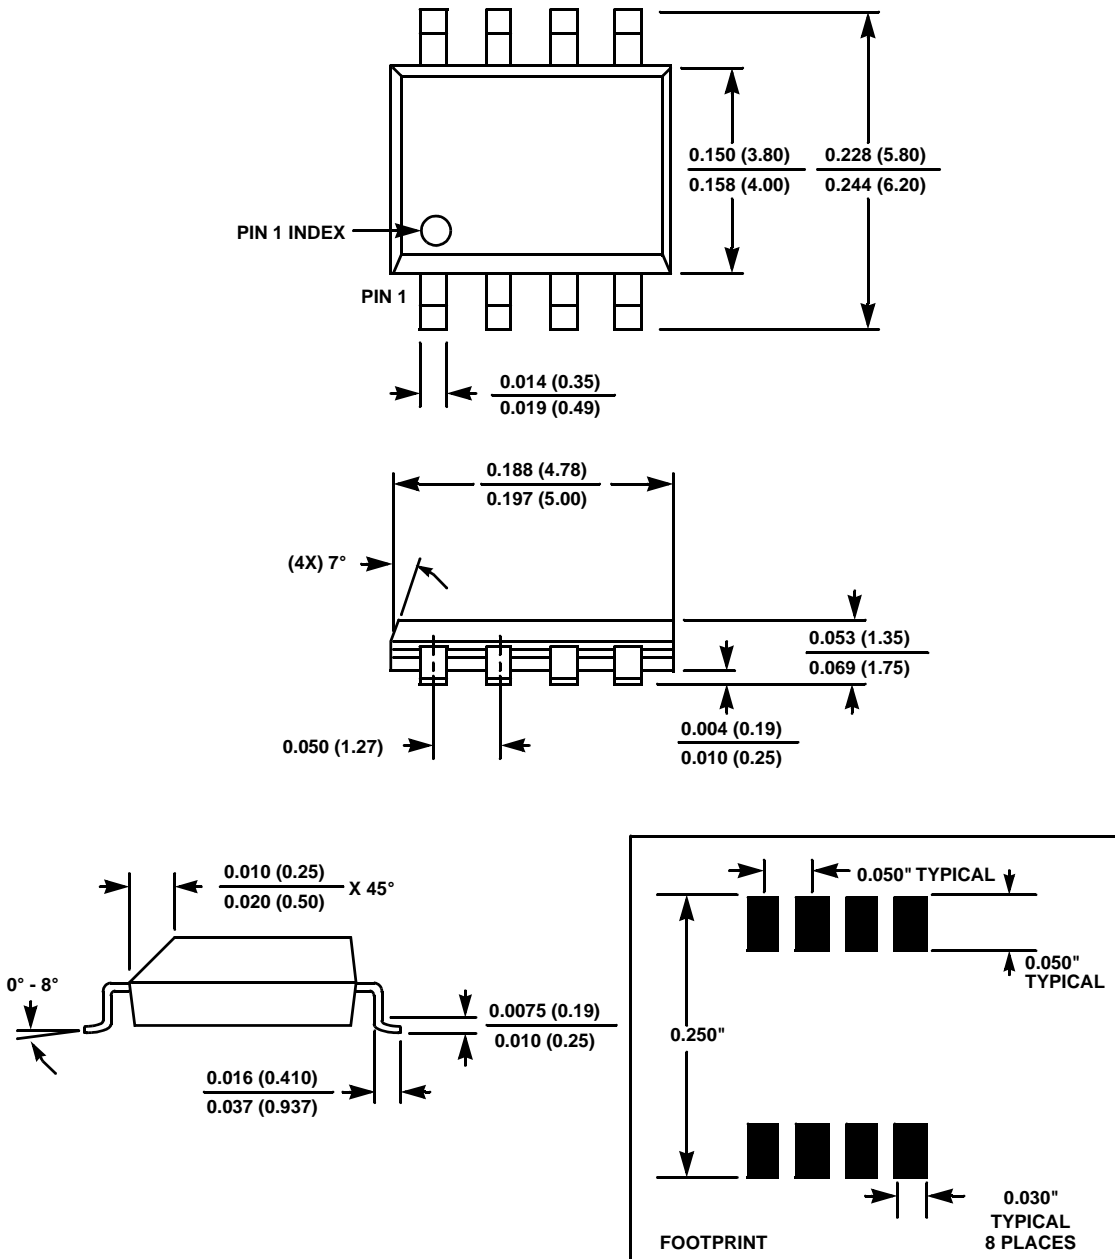 0.150 (3.80)
0.158 (4.00)
0.228 (5.80)
0.244 (6.20)
PIN 1 INDEX
PIN 1
0.014 (0.35)
0.019 (0.49)
0.188 (4.78)
0.197 (5.00)
(4X) 7°
0.053 (1.35)
0.069 (1.75)
0.050 (1.27)
0.004 (0.19)
0.010 (0.25)
0.010 (0.25)
0.020 (0.50)
X 45°
0° - 8°
0.0075 (0.19)
0.010 (0.25)
0.016 (0.410)
0.037 (0.937)
0.050" TYPICAL
0.050"
TYPICAL
0.250"
0.030"
TYPICAL
8 PLACES
FOOTPRINT